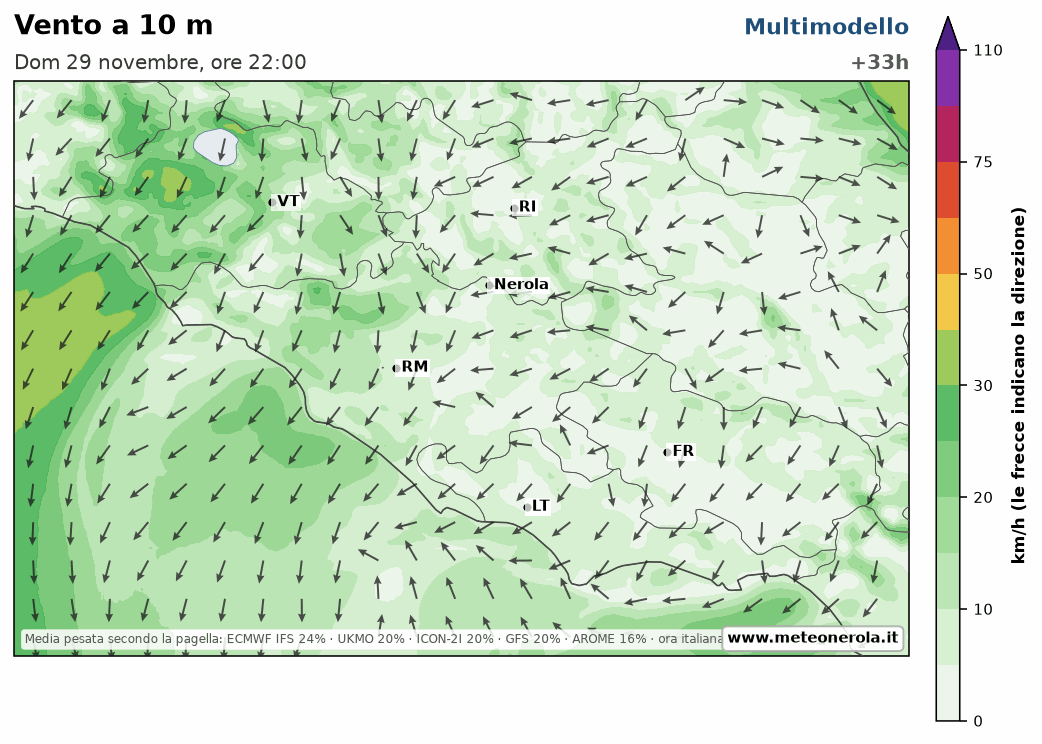 Vento a 10 m
Multimodello
Dom 29 novembre, ore 22:00
+33h
VT
RI
Nerola
RM
FR
LT
Media pesata secondo la pagella: ECMWF IFS 24% · UKMO 20% · ICON-2I 20% · GFS 20% · AROME 16% · ora italiana
www.meteonerola.it
110
75
50
30
20
10
0
km/h (le frecce indicano la direzione)